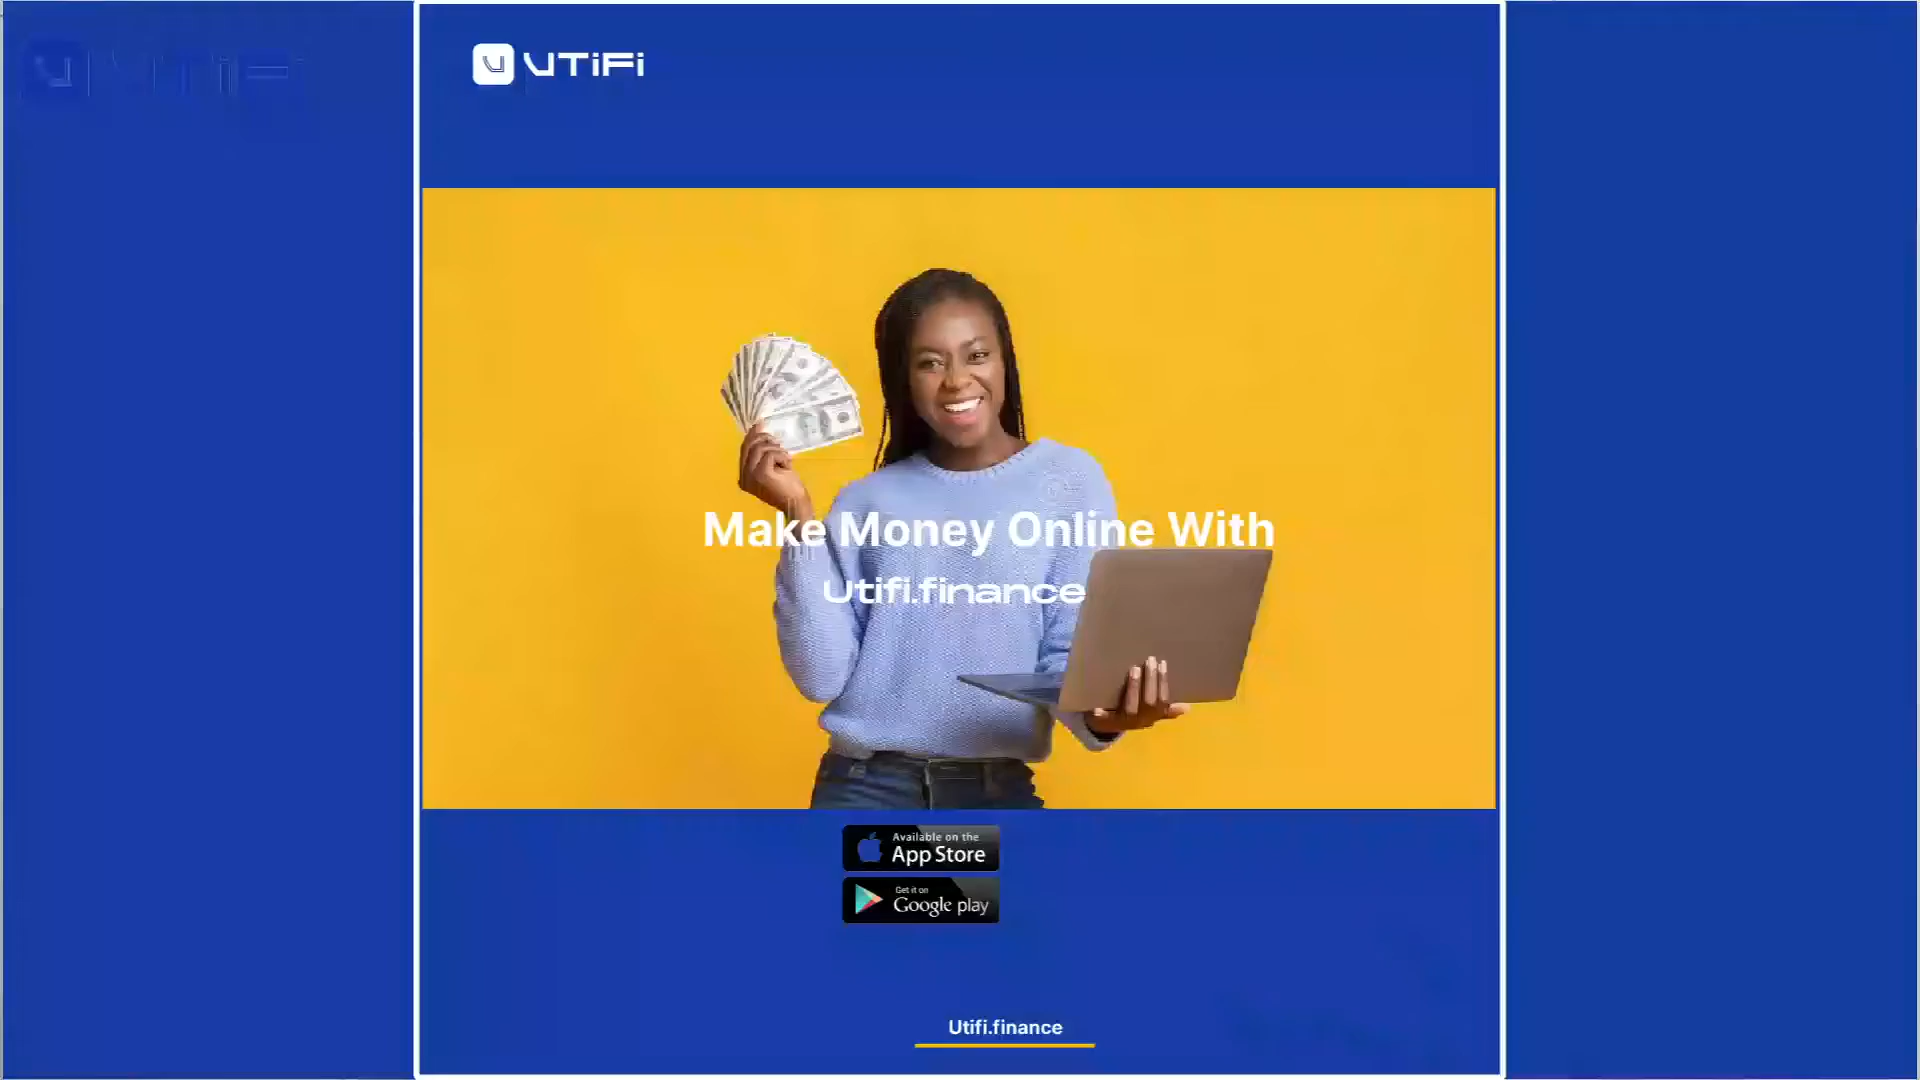 UTiFi
UTiFi
Make Money Online With
Utifi.finance
Available on the
App Store
Get it on
Google play
Utifi.finance